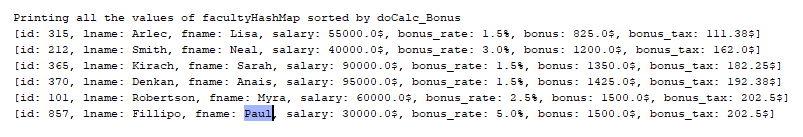 Printing all the values of facultyHashMap sorted by doCalc_Bonus
[id: 315, lname: Arlec, fname: Lisa, salary: 55000.0$, bonus_rate: 1.5%, bonus: 825.0$, bonus_tax: 111.38$]
[id: 212, lname: Smith, fname: Neal, salary: 40000.0$, bonus_rate: 3.0%, bonus: 1200.0$, bonus_tax: 162.0$]
[id: 365, lname: Kirach, fname: Sarah, salary: 90000.0$, bonus_rate: 1.5%, bonus: 1350.0$, bonus_tax: 182.25$]
[id: 370, lname: Denkan, fname: Anais, salary: 95000.0$, bonus_rate: 1.5%, bonus: 1425.0$, bonus_tax: 192.38$]
[id: 101, lname: Robertson, fname: Myra, salary: 60000.0$, bonus_rate: 2.5%, bonus: 1500.0$, bonus_tax: 202.5$]
[id: 857, lname: Fillipo, fname: Paul, salary: 30000.0$, bonus_rate: 5.0%, bonus: 1500.0$, bonus_tax: 202.5$]